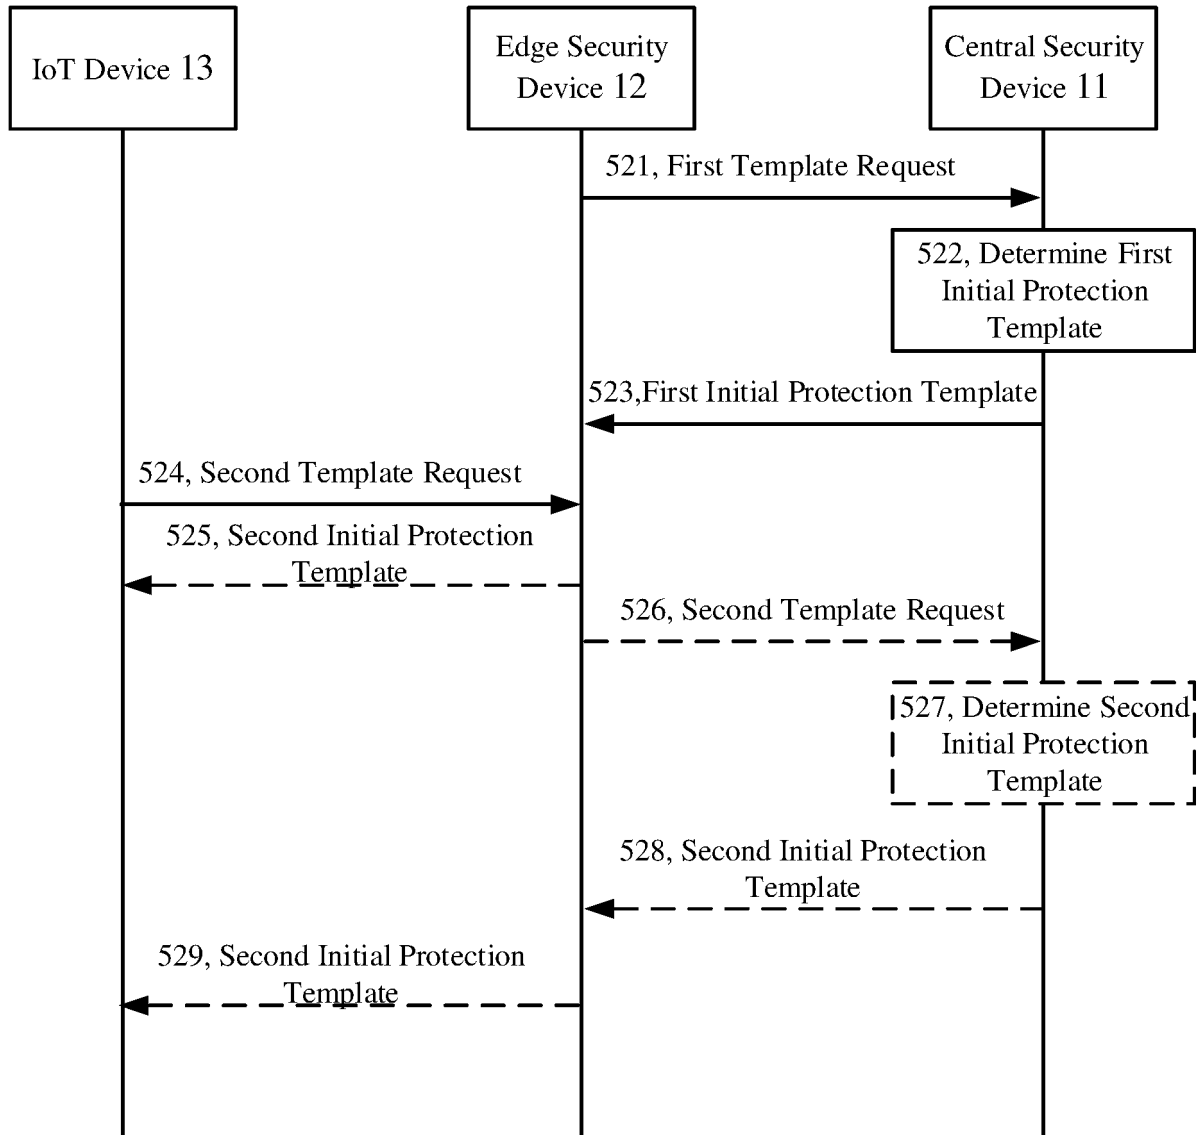 IoT Device 13
Edge Security
Device 12
Central Security
Device 11
521, First Template Request
522, Determine First
Initial Protection
Template
523,First Initial Protection Template
524, Second Template Request
525, Second Initial Protection
Template
526, Second Template Request
527, Determine Second
Initial Protection
Template
528, Second Initial Protection
Template
529, Second Initial Protection
Template